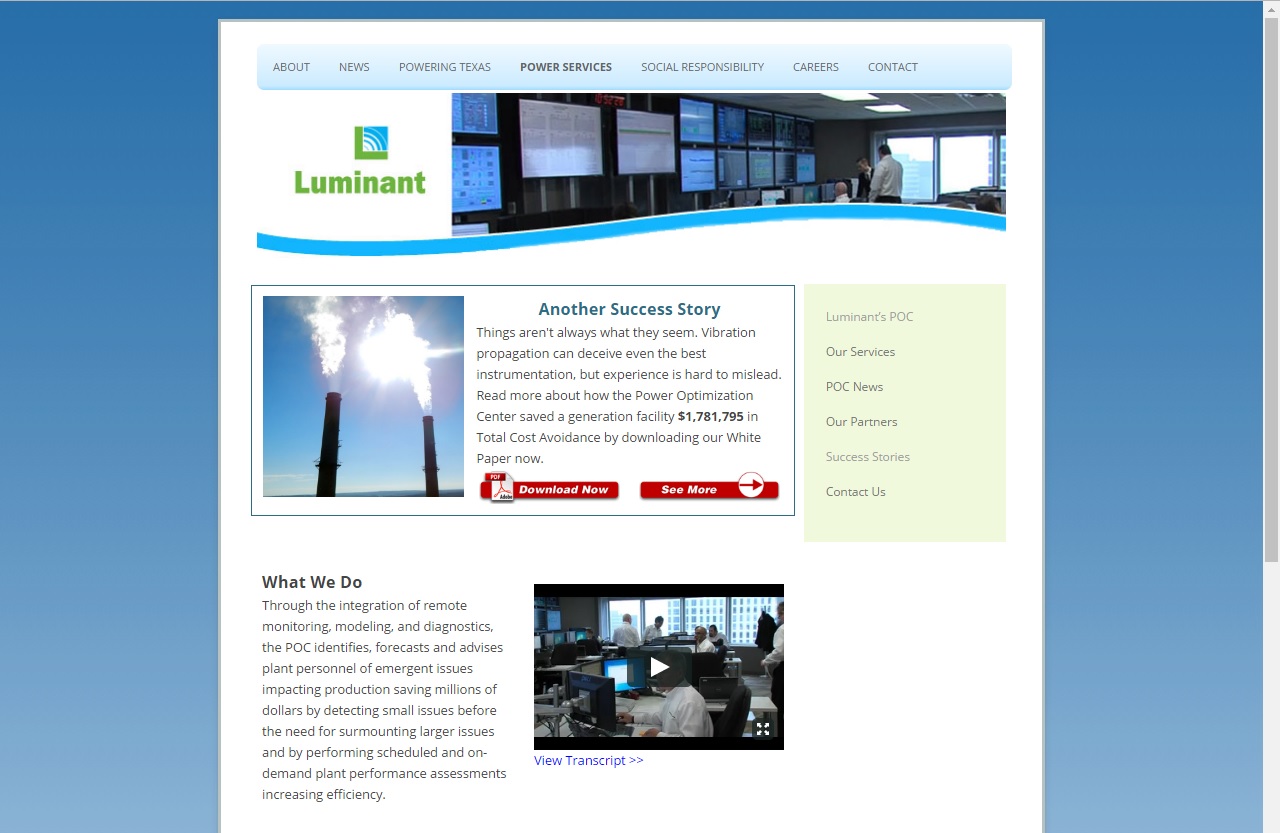 ABOUT NEWS POWERING TEXAS POWER SERVICES SOCIAL RESPONSIBILITY CAREERS CONTACT
Luminant
Another Success Story
Things aren't always what they seem. Vibration
propagation can deceive even the best
instrumentation, but experience is hard to mislead.
Read more about how the Power Optimization
Center saved a generation facility $1,781,795 in
Total Cost Avoidance by downloading our White
Paper now.
PDF
Adobe
Download Now
See More
Luminant’s POC
Our Services
POC News
Our Partners
Success Stories
Contact Us
What We Do
Through the integration of remote
monitoring, modeling, and diagnostics,
the POC identifies, forecasts and advises
plant personnel of emergent issues
impacting production saving millions of
dollars by detecting small issues before
the need for surmounting larger issues
and by performing scheduled and on-
demand plant performance assessments
increasing efficiency.
View Transcript >>